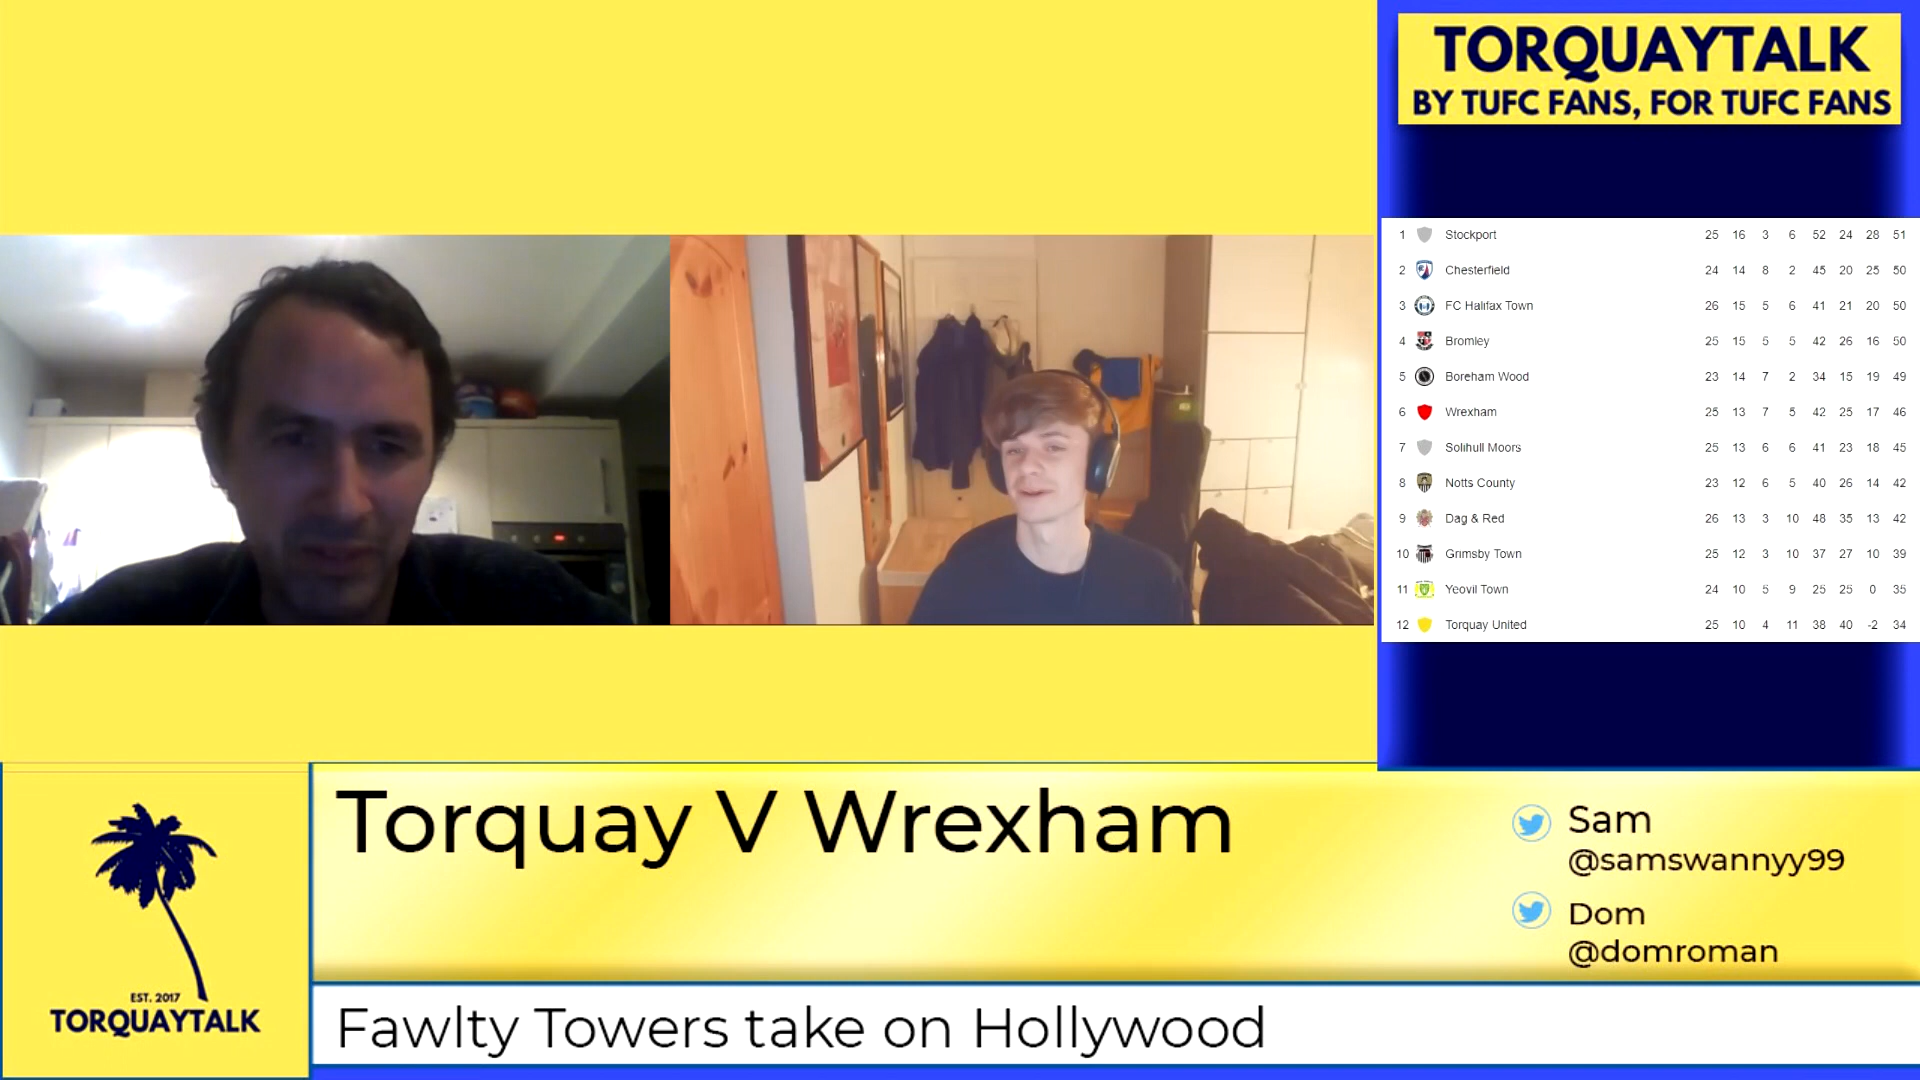 TORQUAYTALK
BY TUFC FANS, FOR TUFC FANS
1 Stockport 25 16 3 6 52 24 28 51
2 Chesterfield 24 14 8 2 45 20 25 50
3 FC Halifax Town 26 15 5 6 41 21 20 50
4 Bromley 25 15 5 5 42 26 16 50
5 Boreham Wood 23 14 7 2 34 15 19 49
6 Wrexham 25 13 7 5 42 25 17 46
7 Solihull Moors 25 13 6 6 41 23 18 45
8 Notts County 23 12 6 5 40 26 14 42
9 Dag & Red 26 13 3 10 48 35 13 42
10 Grimsby Town 25 12 3 10 37 27 10 39
11 Yeovil Town 24 10 5 9 25 25 0 35
12 Torquay United 25 10 4 11 38 40 -2 34
Torquay V Wrexham
Sam
@samswannyy99
Dom
@domroman
EST. 2017
TORQUAYTALK
Fawlty Towers take on Hollywood